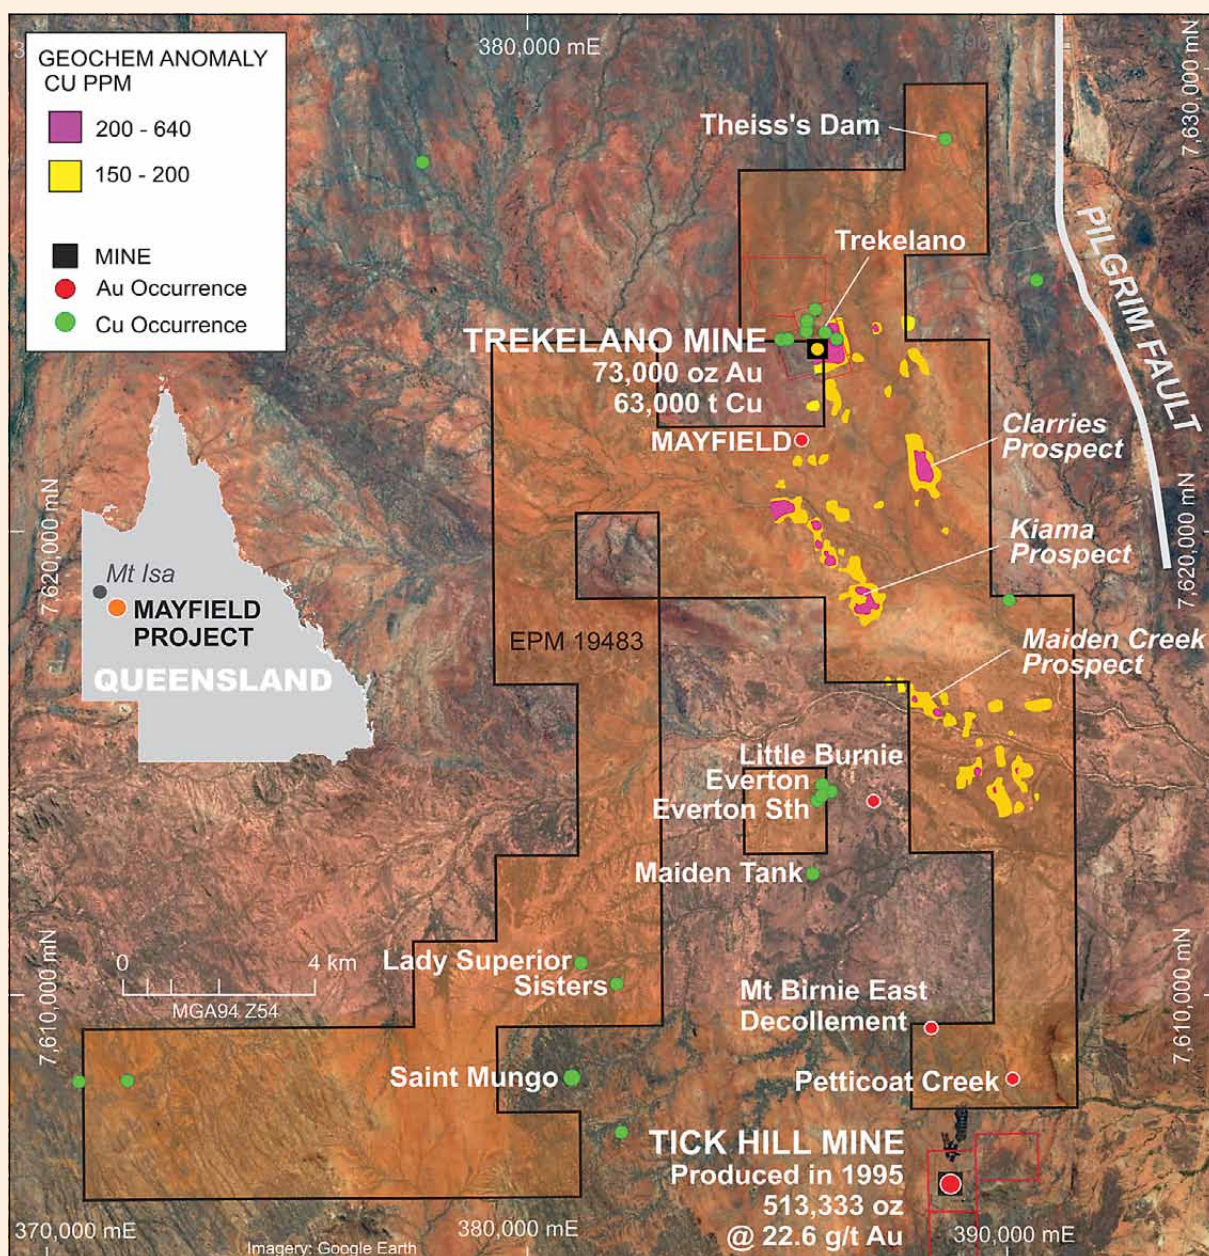 380,000 mE
7,630,000 mN
GEOCHEM ANOMALY
CU PPM
200 - 640
150 - 200
MINE
Au Occurrence
Cu Occurrence
Theiss's Dam
PILGRIM FAULT
Trekelano
TREKELANO MINE
73,000 oz Au
63,000 t Cu
MAYFIELD
Clarries
Prospect
Kiama
Prospect
7,620,000 mN
7,620,000 mN
Mt Isa
MAYFIELD
PROJECT
QUEENSLAND
EPM 19483
Maiden Creek
Prospect
Little Burnie
Everton
Everton Sth
Maiden Tank
Lady Superior
Sisters
0 4 km
MGA94 Z54
7,610,000 mN
7,610,000 mN
Mt Birnie East
Decollement
Saint Mungo
Petticoat Creek
TICK HILL MINE
Produced in 1995
513,333 oz
@ 22.6 g/t Au
370,000 mE
380,000 mE
390,000 mE
Imagery: Google Earth